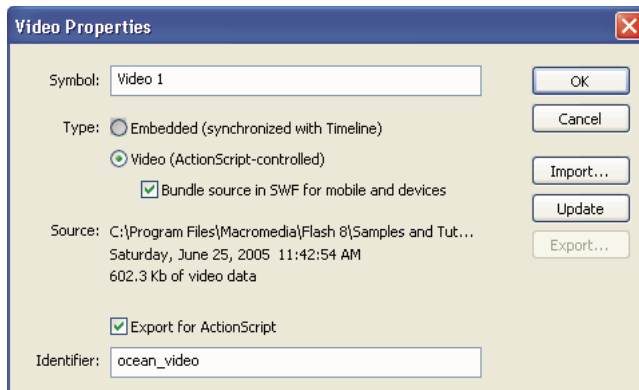 Video Properties
Symbol: Video 1
OK
Type: Embedded (synchronized with Timeline)
Cancel
Video (ActionScript-controlled)
Import...
Bundle source in SWF for mobile and devices
Update
Source: C:\Program Files\Macromedia\Flash 8\Samples and Tut...
Export...
Saturday, June 25, 2005 11:42:54 AM
602.3 Kb of video data
Export for ActionScript
Identifier: ocean_video